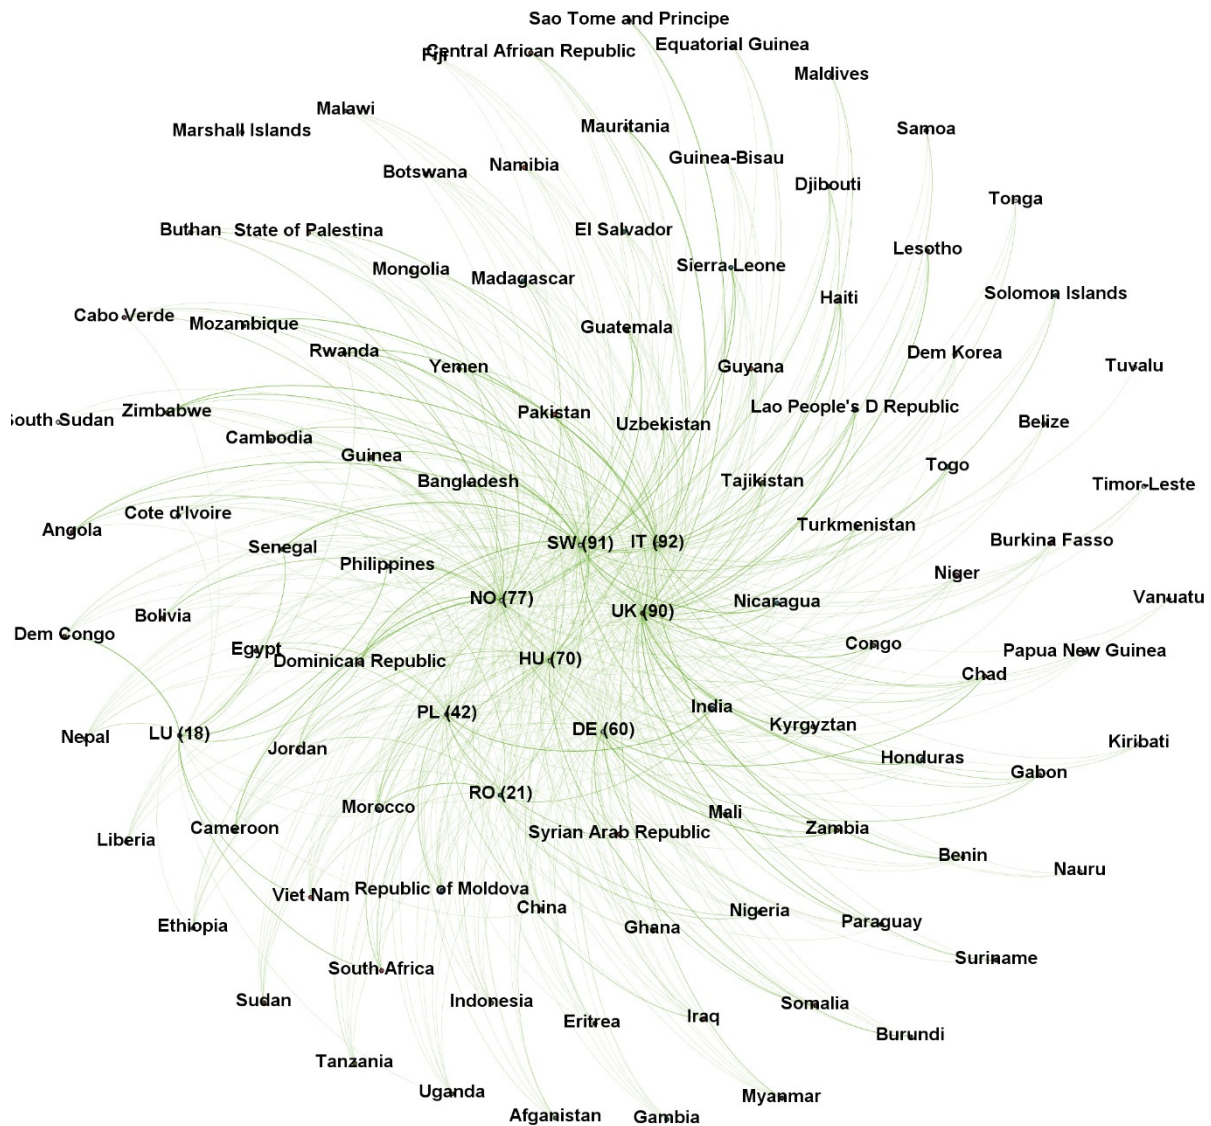 Sao Tome and Principe
Equatorial Guinea
Fiji
Central African Republic
Maldives
Malawi
Marshall Islands
Mauritania
Samoa
Guinea-Bisau
Namibia
Botswana
Djibouti
Tonga
Buthan
State of Palestina
El Salvador
Lesotho
Sierra Leone
Mongolia
Madagascar
Haiti
Solomon Islands
Cabo Verde
Mozambique
Guatemala
Rwanda
Yemen
Guyana
Dem Korea
Tuvalu
South Sudan
Zimbabwe
Pakistan
Uzbekistan
Lao People's D Republic
Belize
Cambodia
Guinea
Bangladesh
Tajikistan
Togo
Timor-Leste
Cote d'Ivoire
Angola
Turkmenistan
Senegal
SW (91)
IT (92)
Burkina Fasso
Philippines
Niger
NO (77)
UK (90)
Nicaragua
Vanuatu
Bolivia
Dem Congo
Egypt
Dominican Republic
HU (70)
Congo
Papua New Guinea
Chad
India
PL (42)
DE (60)
Kyrgyztan
Nepal
LU (18)
Jordan
Honduras
Gabon
Kiribati
RO (21)
Morocco
Mali
Syrian Arab Republic
Zambia
Liberia
Cameroon
Benin
Nauru
Viet Nam
Republic of Moldova
China
Nigeria
Ghana
Paraguay
Ethiopia
Suriname
South Africa
Sudan
Indonesia
Eritrea
Iraq
Somalia
Burundi
Tanzania
Uganda
Myanmar
Afganistan
Gambia